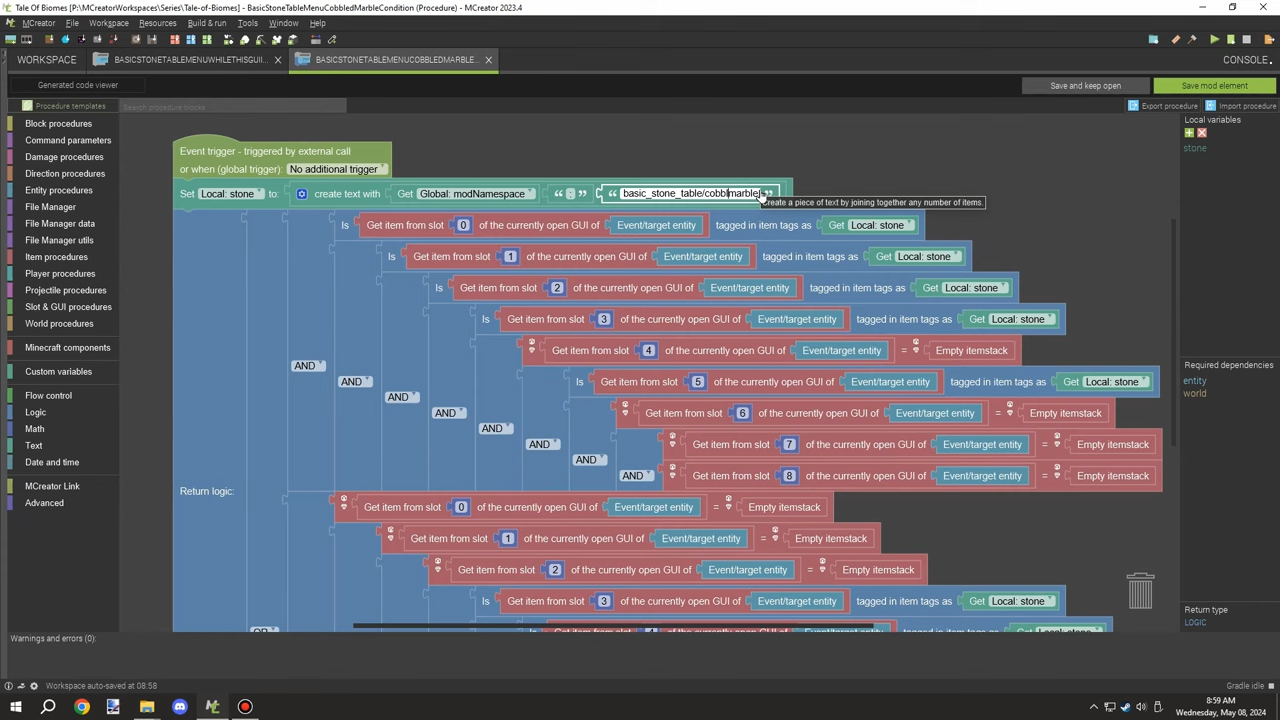 Tale Of Biomes [P:\MCreatorWorkspaces\Series\Tale-of-Biomes] - BasicStoneTableMenuCobbledMarbleCondition (Procedure) - MCreator 2023.4
MCreator File Workspace Resources Build & run Tools Window Help
WORKSPACE BASICSTONETABLEMENUWHILETHISGUI... BASICSTONETABLEMENUCOBBLEDMARBLE... CONSOLE
Generated code viewer Save and keep open Save mod element
Procedure templates Search procedure blocks Export procedure Import procedure
Block procedures
Command parameters
Damage procedures
Direction procedures
Entity procedures
File Manager
File Manager data
File Manager utils
Item procedures
Player procedures
Projectile procedures
Slot & GUI procedures
World procedures
Minecraft components
Custom variables
Flow control
Logic
Math
Text
Date and time
MCreator Link
Advanced
Event trigger - triggered by external call
or when (global trigger): No additional trigger
Set Local: stone to: create text with Get Global: modNamespace “ : ” “ basic_stone_table/cobblmarble ”
Create a piece of text by joining together any number of items.
Is Get item from slot 0 of the currently open GUI of Event/target entity tagged in item tags as Get Local: stone
Is Get item from slot 1 of the currently open GUI of Event/target entity tagged in item tags as Get Local: stone
Is Get item from slot 2 of the currently open GUI of Event/target entity tagged in item tags as Get Local: stone
Is Get item from slot 3 of the currently open GUI of Event/target entity tagged in item tags as Get Local: stone
Get item from slot 4 of the currently open GUI of Event/target entity = Empty itemstack
AND
AND Is Get item from slot 5 of the currently open GUI of Event/target entity tagged in item tags as Get Local: stone
AND
AND Get item from slot 6 of the currently open GUI of Event/target entity = Empty itemstack
AND
AND Get item from slot 7 of the currently open GUI of Event/target entity = Empty itemstack
AND
AND Get item from slot 8 of the currently open GUI of Event/target entity = Empty itemstack
Return logic:
Get item from slot 0 of the currently open GUI of Event/target entity = Empty itemstack
Get item from slot 1 of the currently open GUI of Event/target entity = Empty itemstack
Get item from slot 2 of the currently open GUI of Event/target entity = Empty itemstack
Is Get item from slot 3 of the currently open GUI of Event/target entity tagged in item tags as Get Local: stone
OR
Local variables
stone
Required dependencies
entity
world
Return type
LOGIC
Warnings and errors (0):
Workspace auto-saved at 08:58 Gradle idle
8:59 AM
Wednesday, May 08, 2024